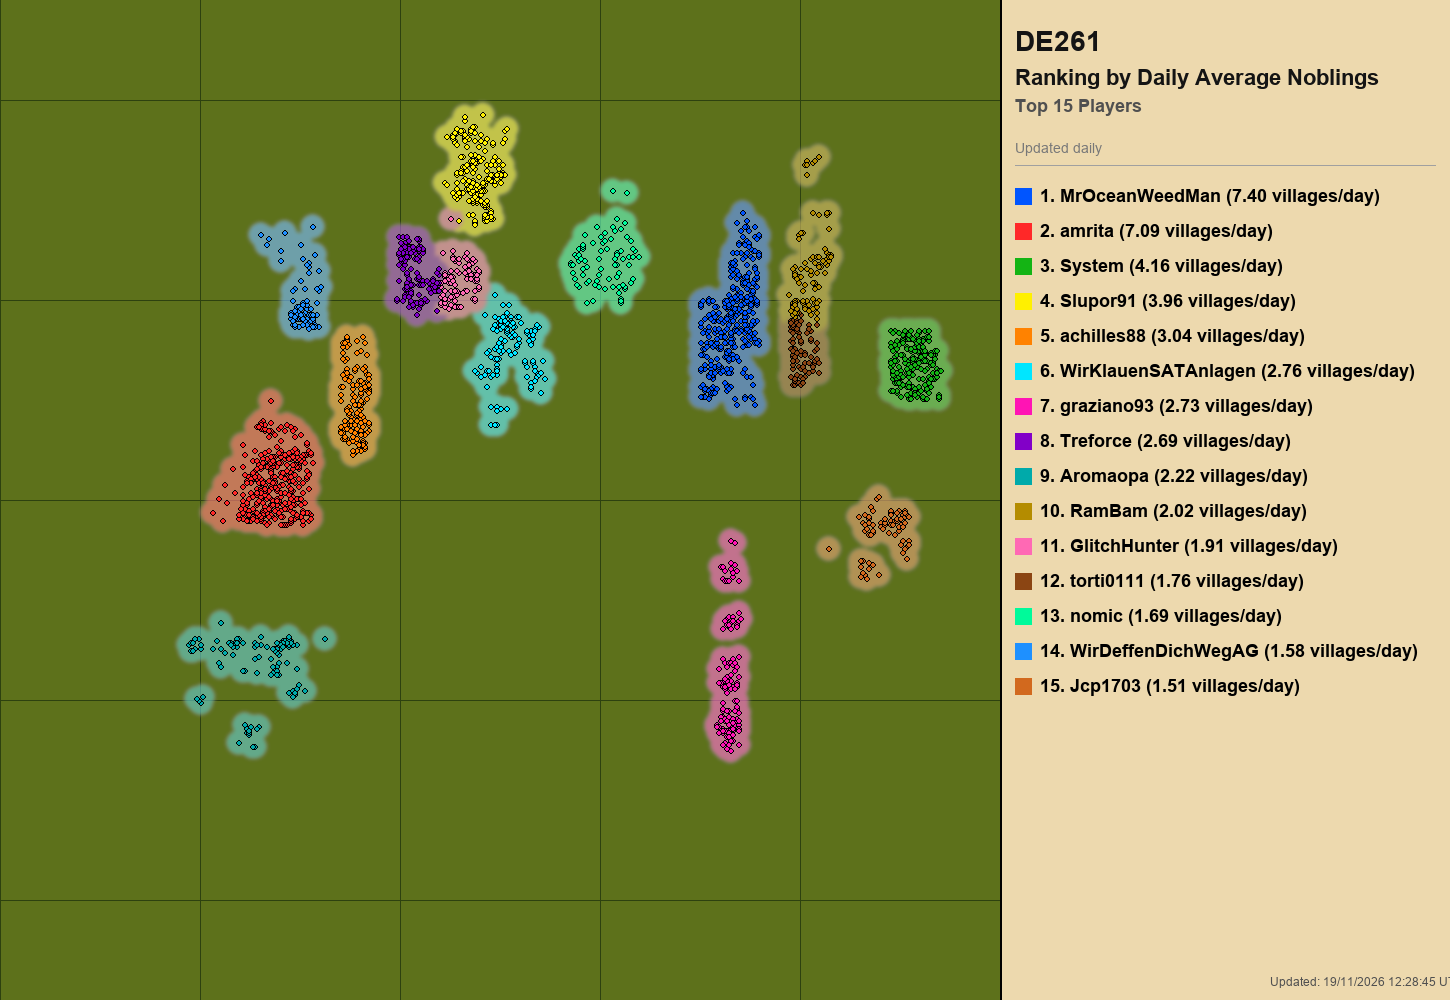 DE261
Ranking by Daily Average Noblings
Top 15 Players
Updated daily
1. MrOceanWeedMan (7.40 villages/day)
2. amrita (7.09 villages/day)
3. System (4.16 villages/day)
4. Slupor91 (3.96 villages/day)
5. achilles88 (3.04 villages/day)
6. WirKlauenSATAnlagen (2.76 villages/day)
7. graziano93 (2.73 villages/day)
8. Treforce (2.69 villages/day)
9. Aromaopa (2.22 villages/day)
10. RamBam (2.02 villages/day)
11. GlitchHunter (1.91 villages/day)
12. torti0111 (1.76 villages/day)
13. nomic (1.69 villages/day)
14. WirDeffenDichWegAG (1.58 villages/day)
15. Jcp1703 (1.51 villages/day)
Updated: 19/11/2026 12:28:45